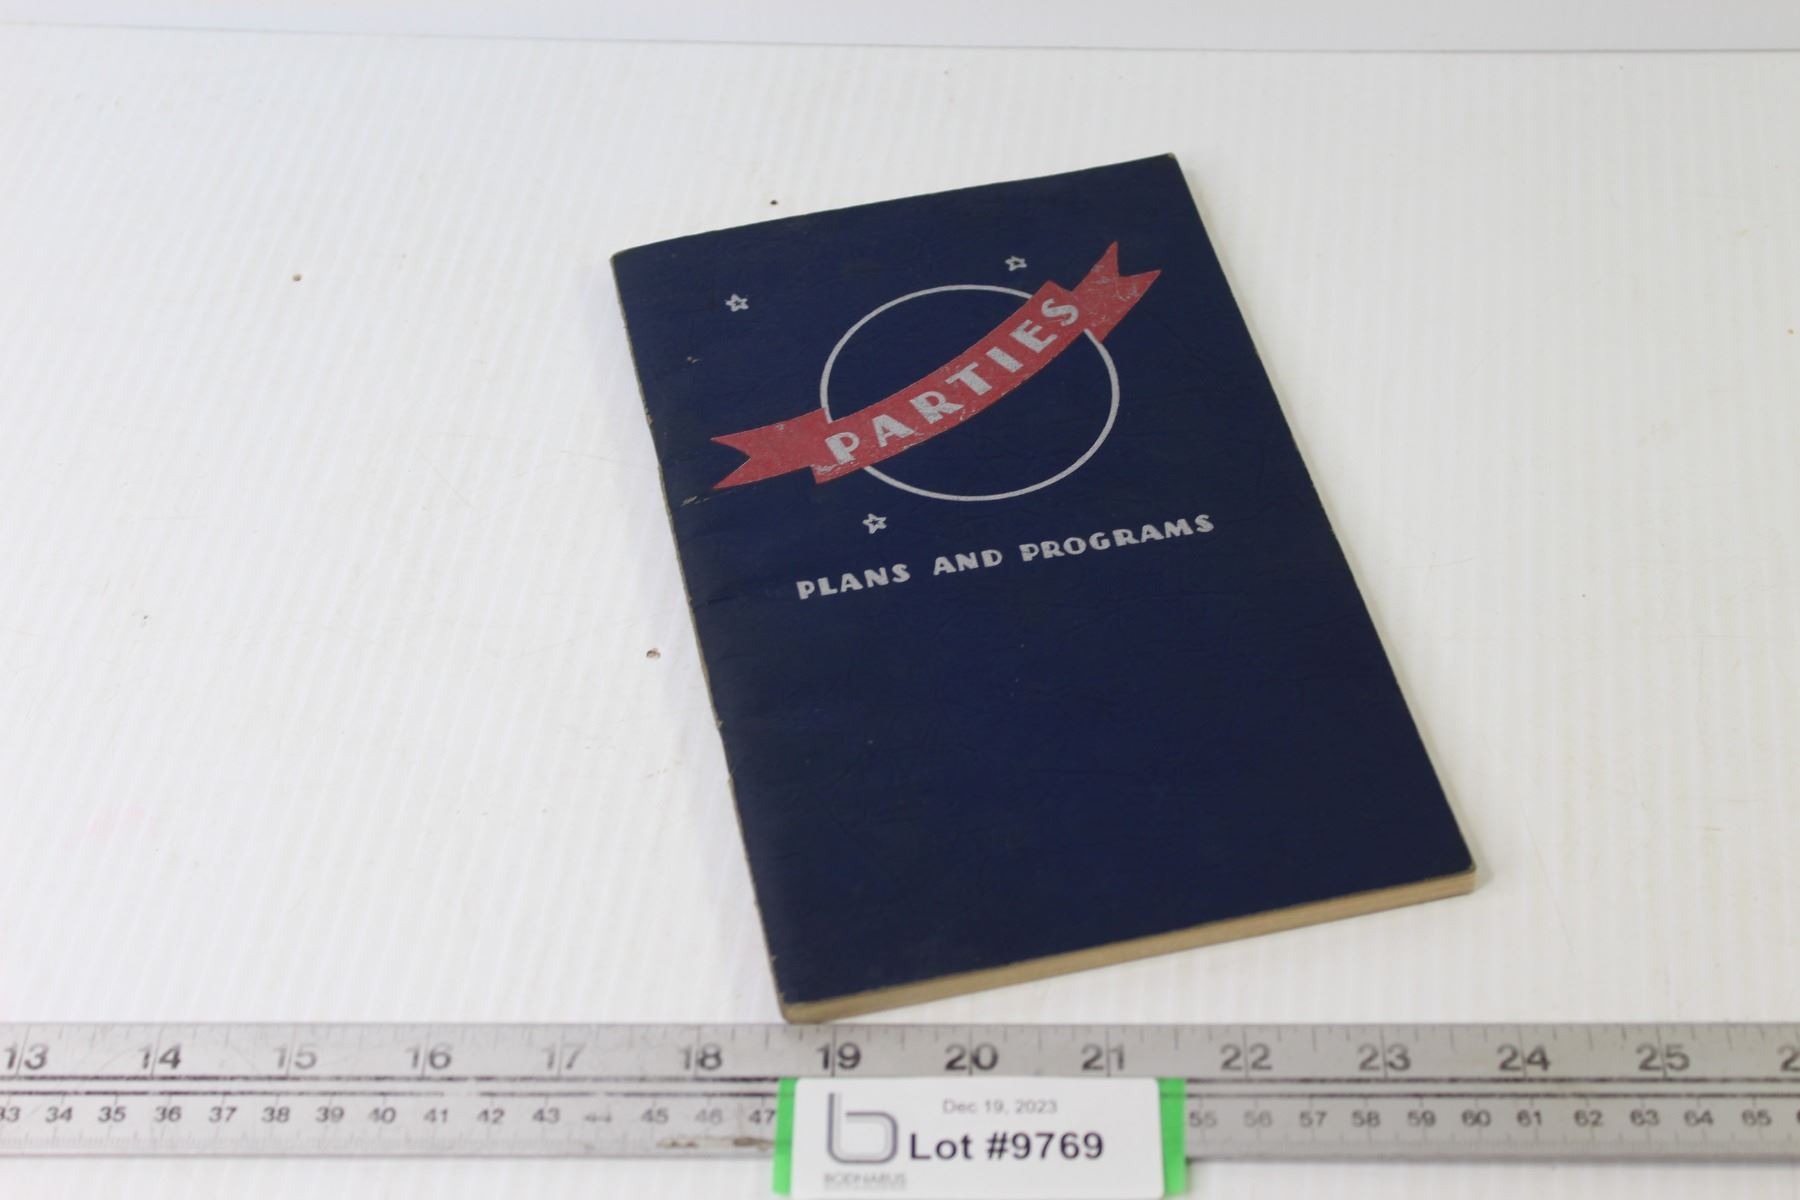 PARTIES
PLANS AND PROGRAMS
13 14 15 16 17 18 19 20 21 22 23 24 25
33 34 35 36 37 38 39 40 41 42 43 44 45 46 47 55 56 57 58 59 60 61 62 63 64 65
Dec 19, 2023
Lot #9769
BODNARUS